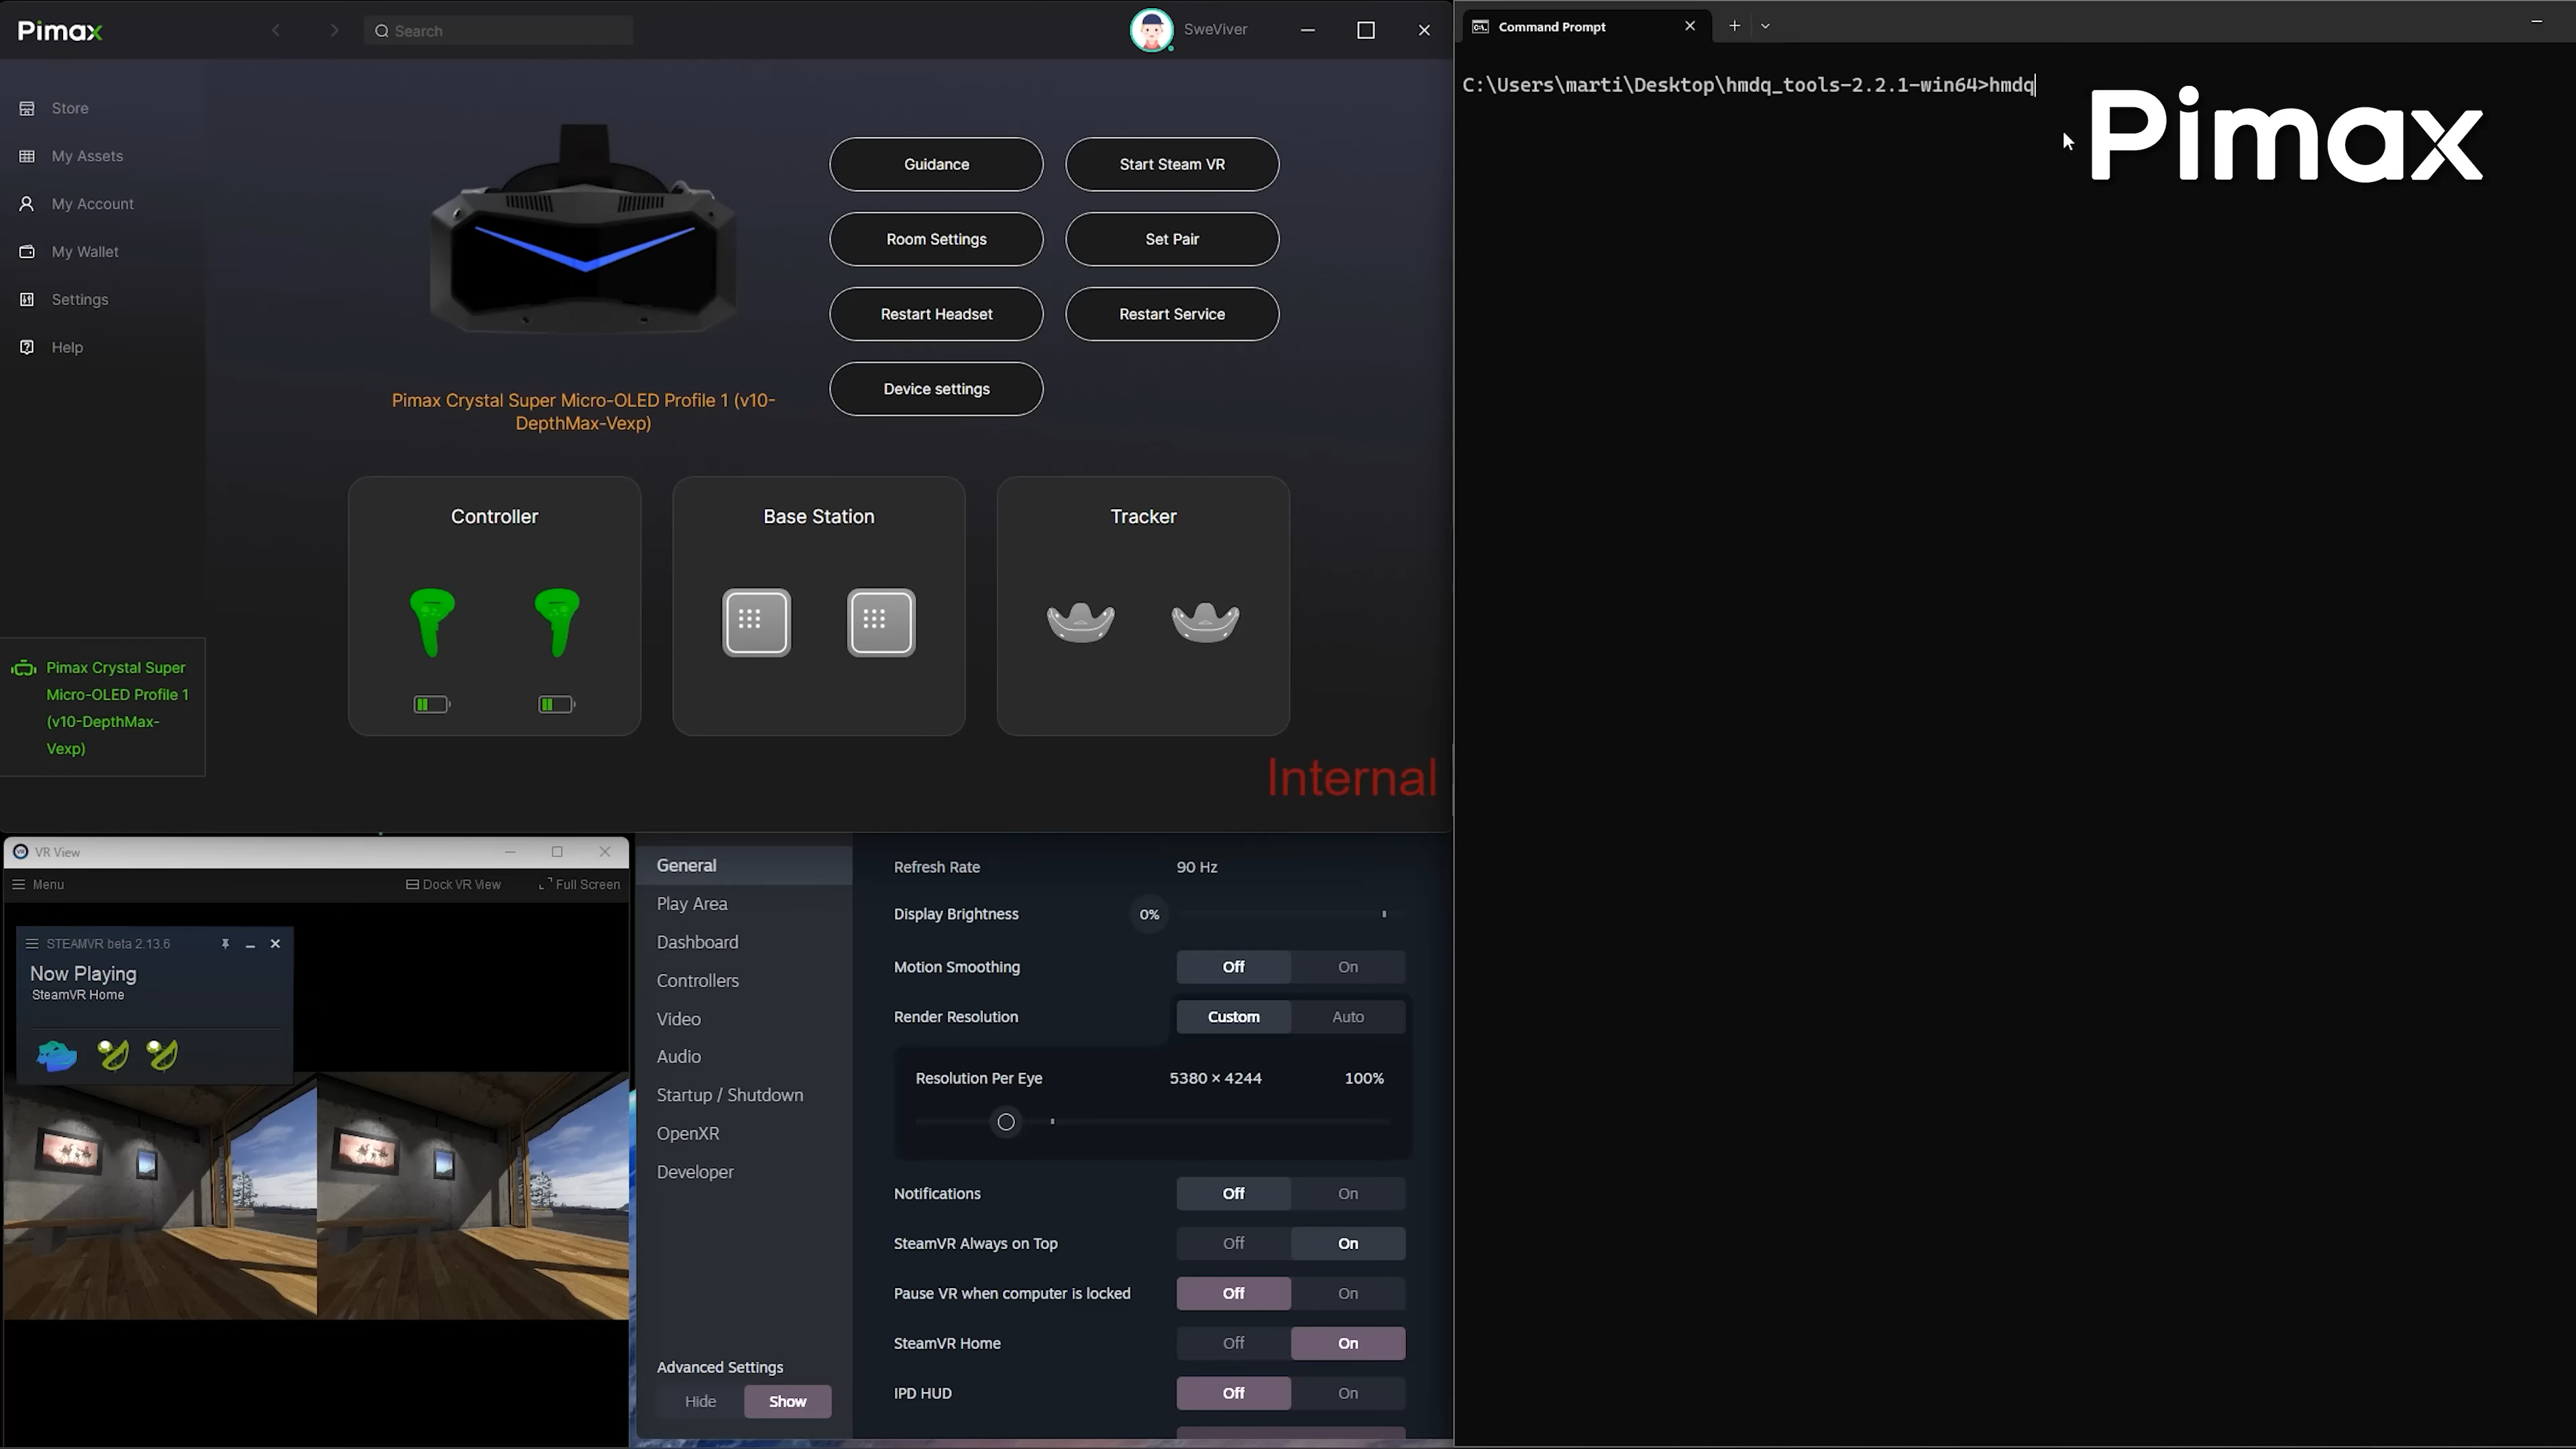 Pimax
Search
SweViver
Store
My Assets
My Account
My Wallet
Settings
Help
Guidance
Start Steam VR
Room Settings
Set Pair
Restart Headset
Restart Service
Device settings
Pimax Crystal Super Micro-OLED Profile 1 (v10-
DepthMax-Vexp)
Controller
Base Station
Tracker
Pimax Crystal Super
Micro-OLED Profile 1
(v10-DepthMax-
Vexp)
Internal
VR View
Menu
Dock VR View
Full Screen
STEAMVR beta 2.13.6
Now Playing
SteamVR Home
General
Play Area
Dashboard
Controllers
Video
Audio
Startup / Shutdown
OpenXR
Developer
Advanced Settings
Hide
Show
Refresh Rate
90 Hz
Display Brightness
0%
Motion Smoothing
Off
On
Render Resolution
Custom
Auto
Resolution Per Eye
5380 × 4244
100%
Notifications
Off
On
SteamVR Always on Top
Off
On
Pause VR when computer is locked
Off
On
SteamVR Home
Off
On
IPD HUD
Off
On
Command Prompt
C:\Users\marti\Desktop\hmdq_tools-2.2.1-win64>hmdq
Pimax